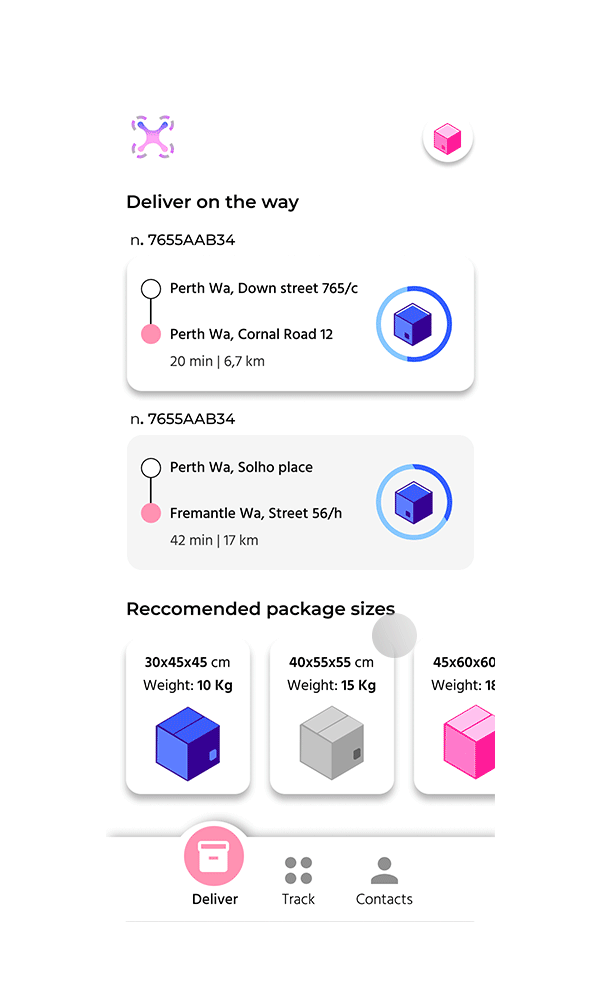 Deliver on the way
n. 7655AAB34
Perth Wa, Down street 765/c
Perth Wa, Cornal Road 12
20 min | 6,7 km
n. 7655AAB34
Perth Wa, Solho place
Fremantle Wa, Street 56/h
42 min | 17 km
Reccomended package sizes
30x45x45 cm
Weight: 10 Kg
40x55x55 cm
Weight: 15 Kg
45x60x60
Weight: 18
Deliver
Track
Contacts